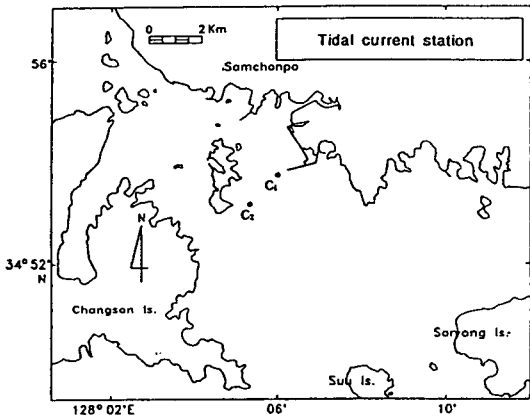 0 2 Km
Tidal current station
56'
Samchonpo
C1
C2
N
34° 52'
N
Changson Is.
Saryong Is.
Suu Is.
128° 02' E
06'
10'